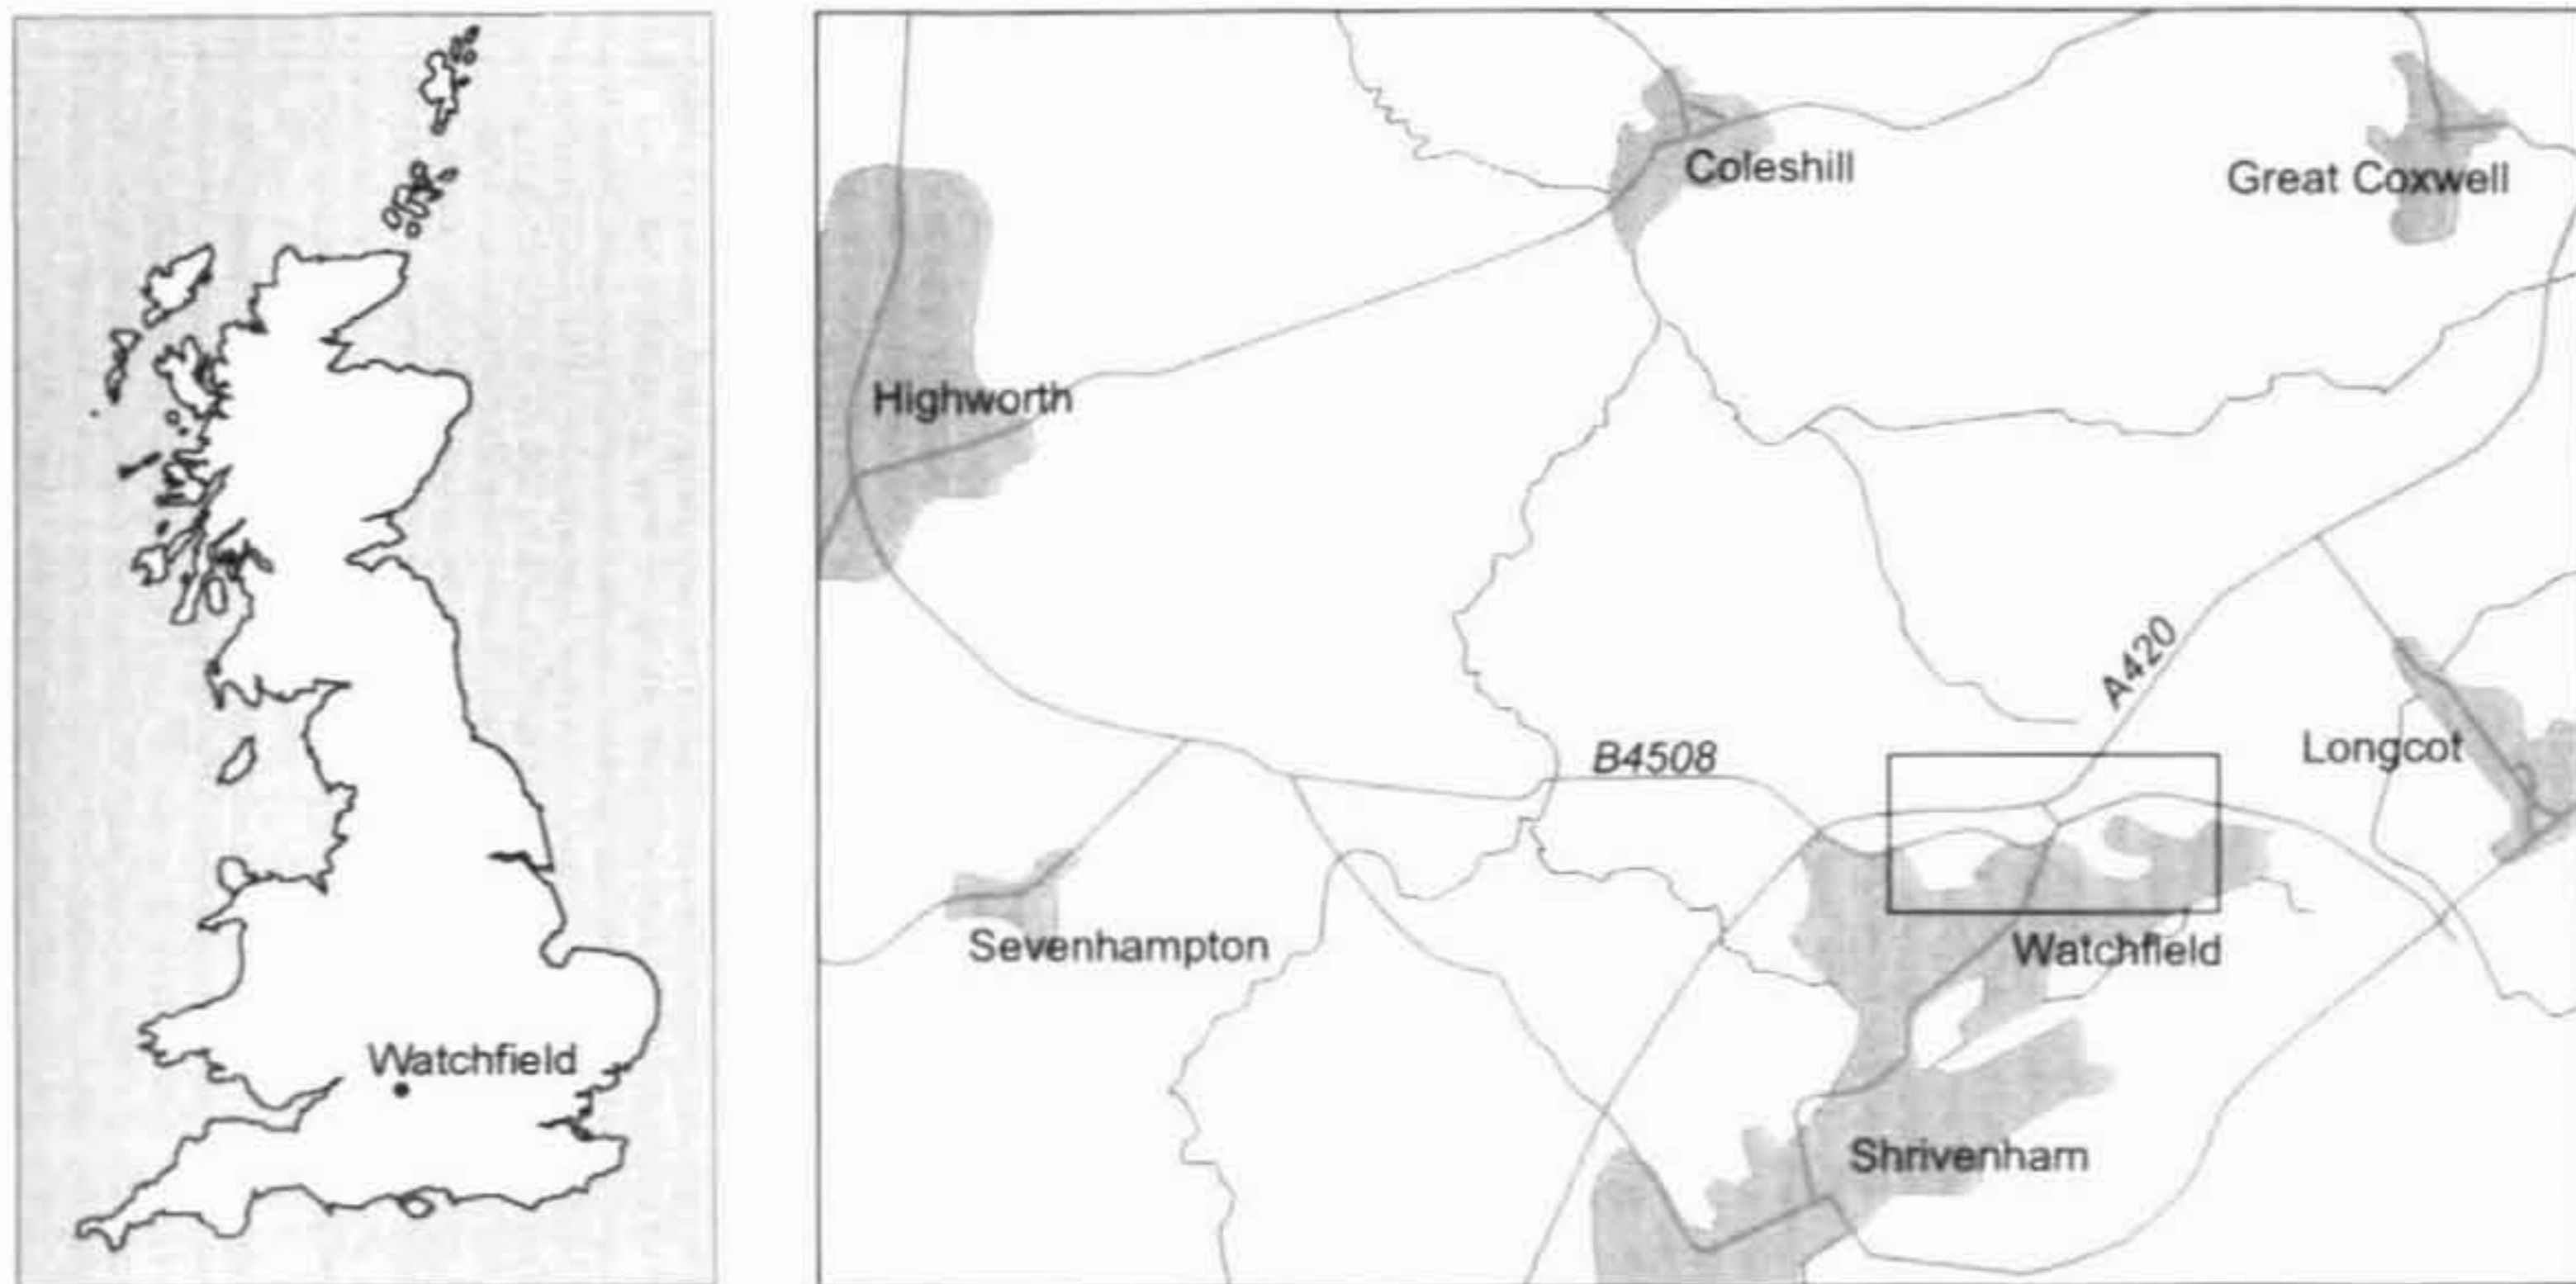 Watchfield
Coleshill
Great Coxwell
Highworth
A420
B4508
Longcot
Sevenhampton
Watchfield
Shrivenham